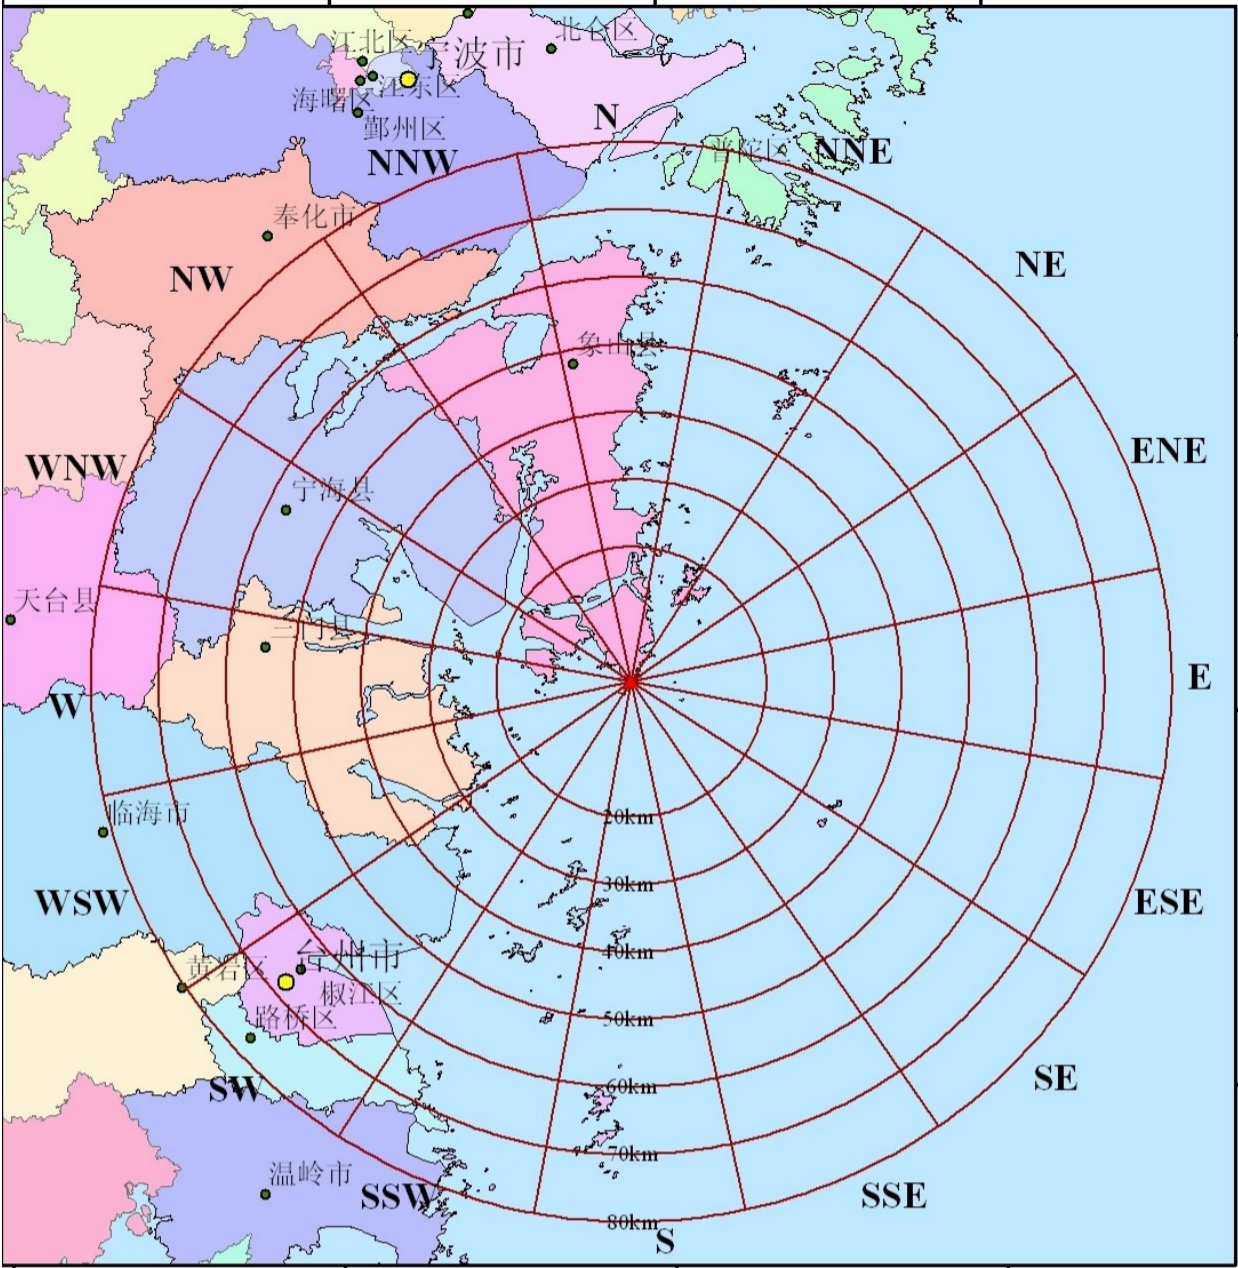 北仑区
江北区
宁波市
江东区
海曙区
鄞州区
N
NNW
普陀区
NNE
奉化市
NW
NE
象山县
ENE
WNW
宁海县
天台县
三门县
E
W
临海市
20km
30km
WSW
ESE
40km
台州市
黄岩区
椒江区
路桥区
50km
SW
60km
SE
70km
温岭市
SSW
SSE
80km
S